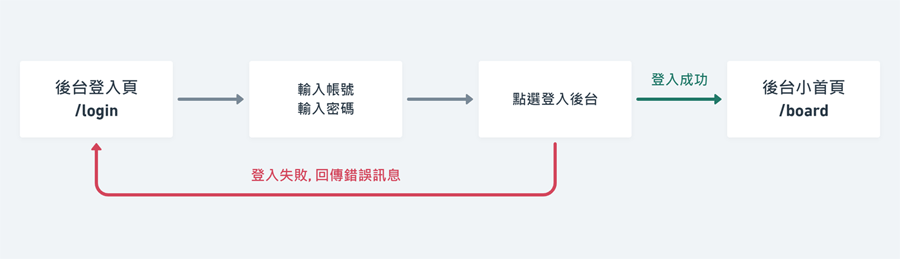 後台登入頁
/login
輸入帳號
輸入密碼
點選登入後台
登入成功
後台小首頁
/board
登入失敗, 回傳錯誤訊息